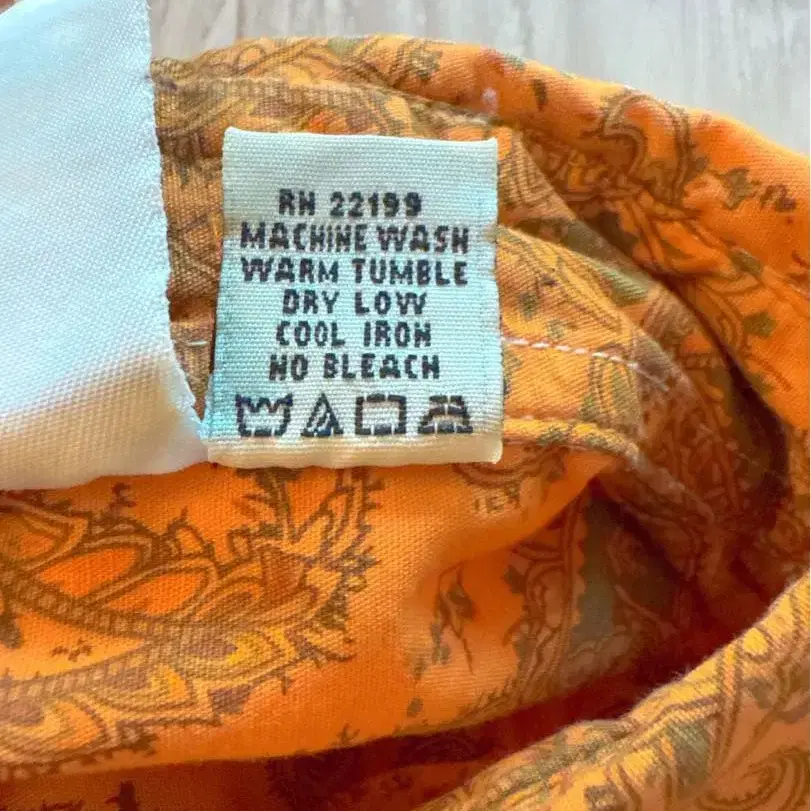 RN 22199
MACHINE WASH
WARM TUMBLE
DRY LOW
COOL IRON
NO BLEACH